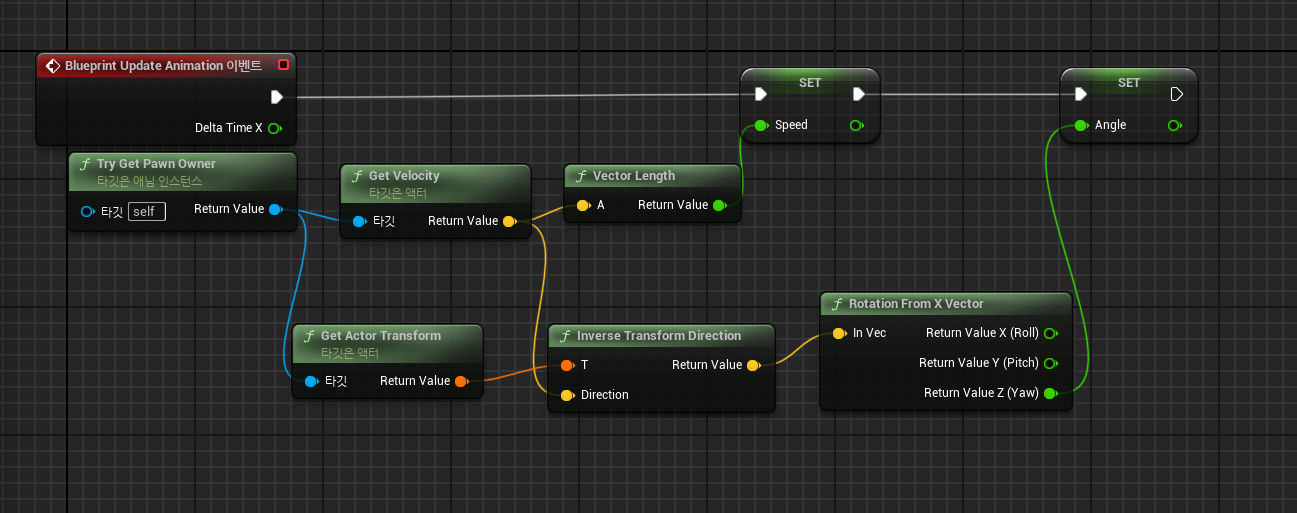 Blueprint Update Animation 이벤트
Delta Time X
SET
Speed
SET
Angle
Try Get Pawn Owner
타깃은 애님 인스턴스
타깃 self Return Value
Get Velocity
타깃은 액터
타깃 Return Value
Vector Length
A Return Value
Get Actor Transform
타깃은 액터
타깃 Return Value
Inverse Transform Direction
T Return Value
Direction
Rotation From X Vector
In Vec Return Value X (Roll)
Return Value Y (Pitch)
Return Value Z (Yaw)